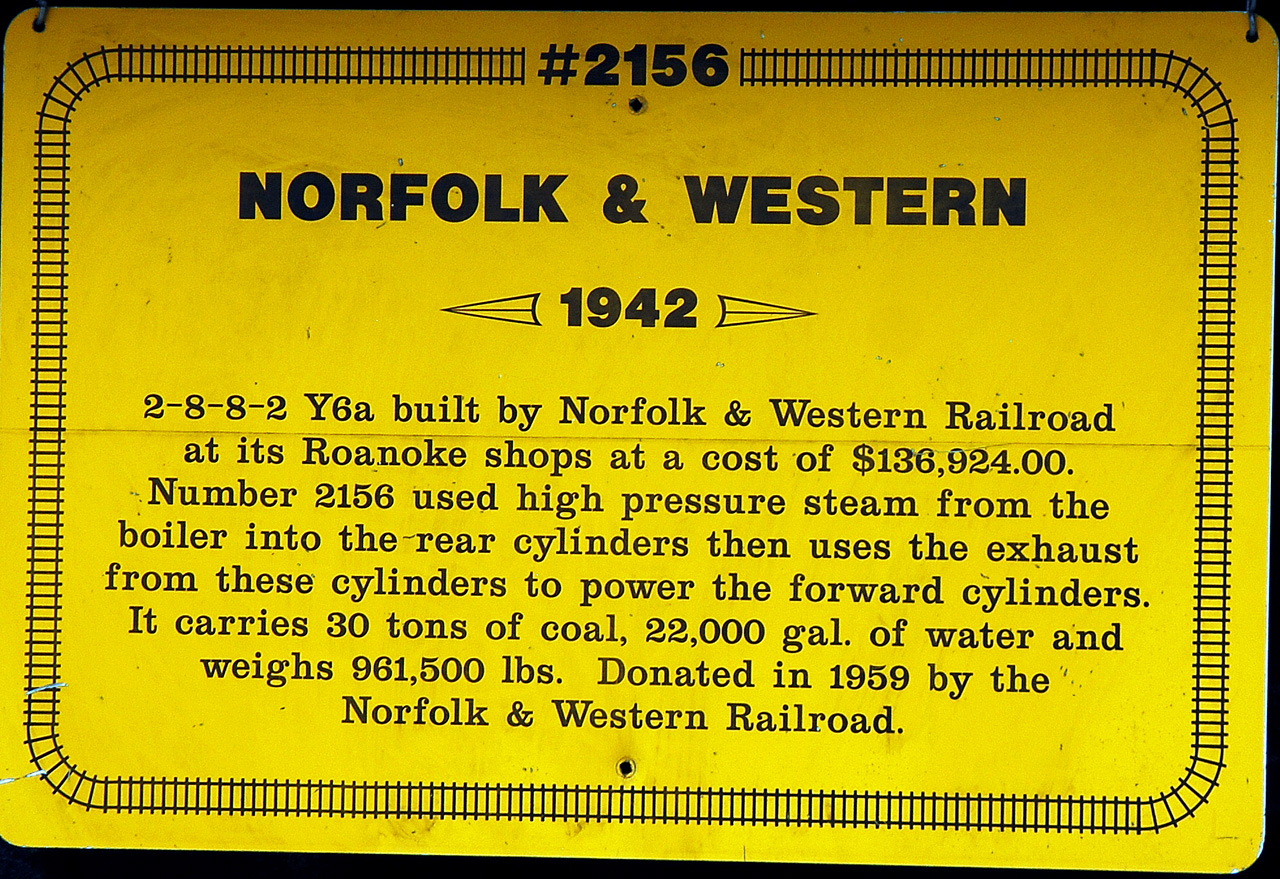 #2156
NORFOLK & WESTERN
1942
2-8-8-2 Y6a built by Norfolk & Western Railroad
at its Roanoke shops at a cost of $136,924.00.
Number 2156 used high pressure steam from the
boiler into the rear cylinders then uses the exhaust
from these cylinders to power the forward cylinders.
It carries 30 tons of coal, 22,000 gal. of water and
weighs 961,500 lbs. Donated in 1959 by the
Norfolk & Western Railroad.